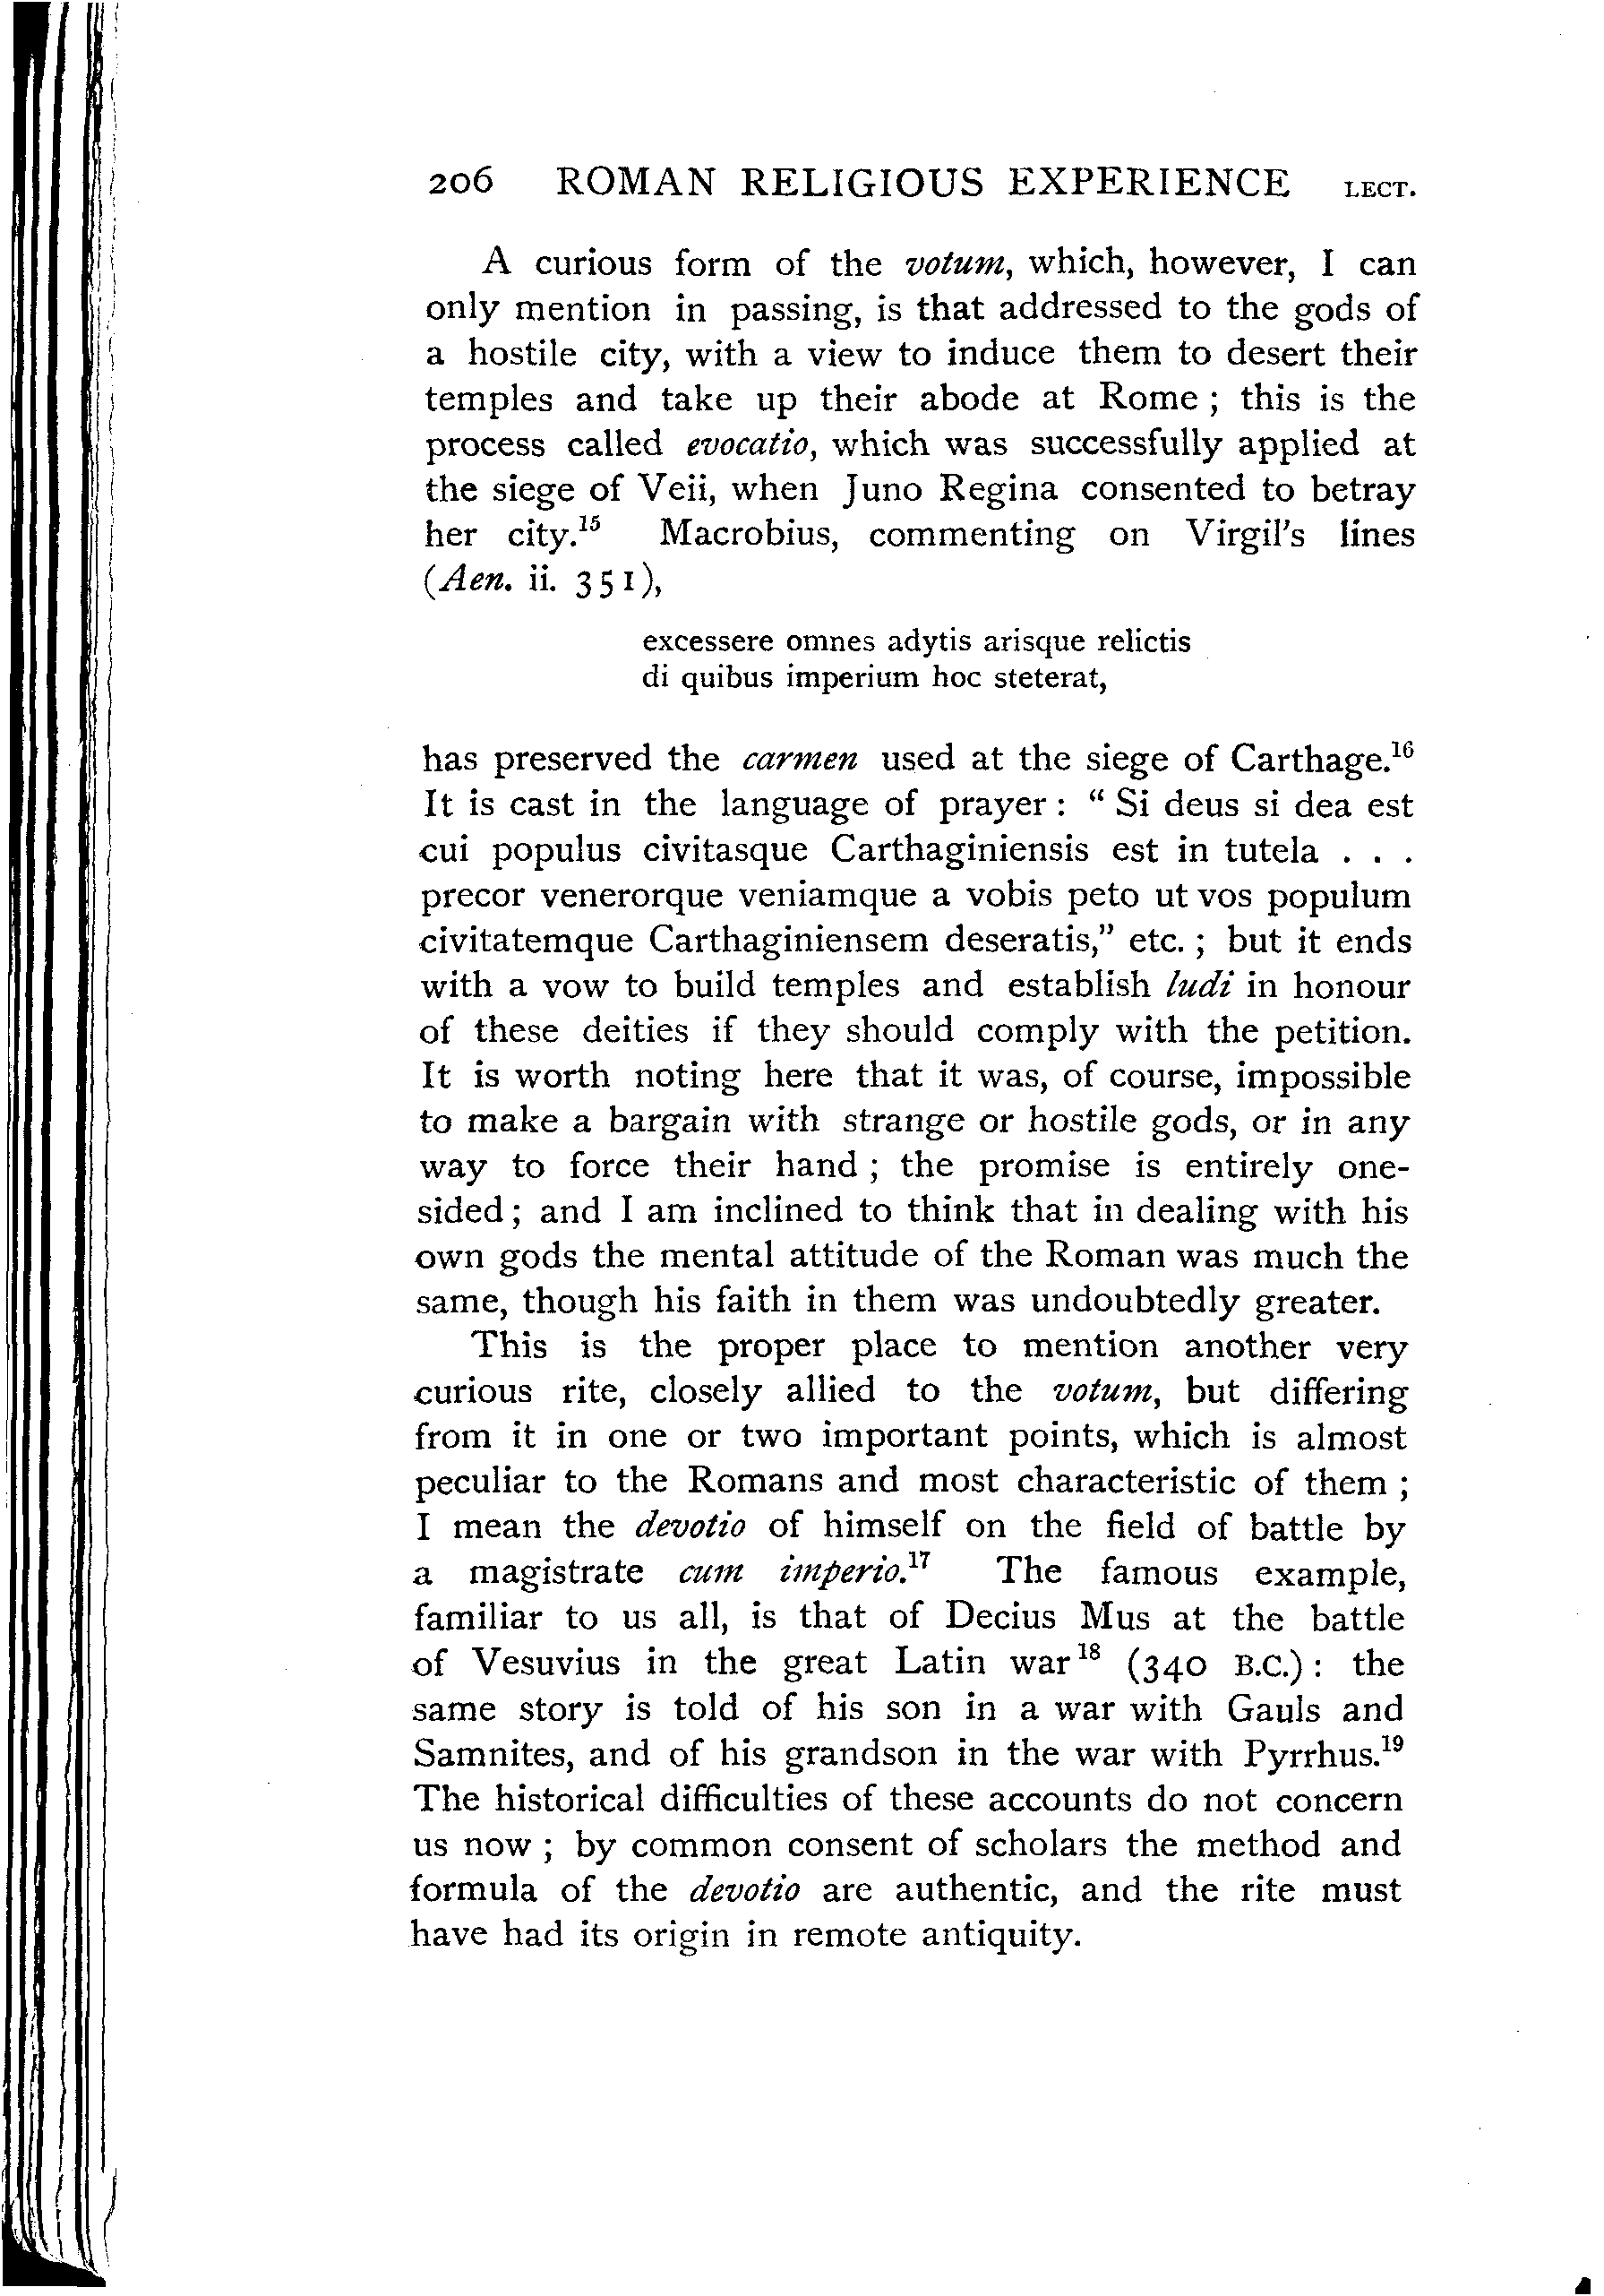 206 ROMAN RELIGIOUS EXPERIENCE LECT.
A curious form of the votum, which, however, I can
only mention in passing, is that addressed to the gods of
a hostile city, with a view to induce them to desert their
temples and take up their abode at Rome ; this is the
process called evocatio, which was successfully applied at
the siege of Veii, when Juno Regina consented to betray
her city.¹⁵ Macrobius, commenting on Virgil's lines
(Aen. ii. 351),
excessere omnes adytis arisque relictis
di quibus imperium hoc steterat,
has preserved the carmen used at the siege of Carthage.¹⁶
It is cast in the language of prayer : “ Si deus si dea est
cui populus civitasque Carthaginiensis est in tutela . . .
precor venerorque veniamque a vobis peto ut vos populum
civitatemque Carthaginiensem deseratis,” etc. ; but it ends
with a vow to build temples and establish ludi in honour
of these deities if they should comply with the petition.
It is worth noting here that it was, of course, impossible
to make a bargain with strange or hostile gods, or in any
way to force their hand ; the promise is entirely one-
sided ; and I am inclined to think that in dealing with his
own gods the mental attitude of the Roman was much the
same, though his faith in them was undoubtedly greater.
This is the proper place to mention another very
curious rite, closely allied to the votum, but differing
from it in one or two important points, which is almost
peculiar to the Romans and most characteristic of them ;
I mean the devotio of himself on the field of battle by
a magistrate cum imperio.¹⁷ The famous example,
familiar to us all, is that of Decius Mus at the battle
of Vesuvius in the great Latin war¹⁸ (340 B.C.) : the
same story is told of his son in a war with Gauls and
Samnites, and of his grandson in the war with Pyrrhus.¹⁹
The historical difficulties of these accounts do not concern
us now ; by common consent of scholars the method and
formula of the devotio are authentic, and the rite must
have had its origin in remote antiquity.